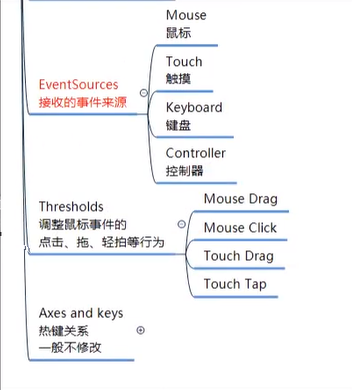 Mouse
鼠标
EventSources
接收的事件来源
Touch
触摸
Keyboard
键盘
Controller
控制器
Thresholds
调整鼠标事件的
点击、拖、轻拍等行为
Mouse Drag
Mouse Click
Touch Drag
Touch Tap
Axes and keys
热键关系
一般不修改